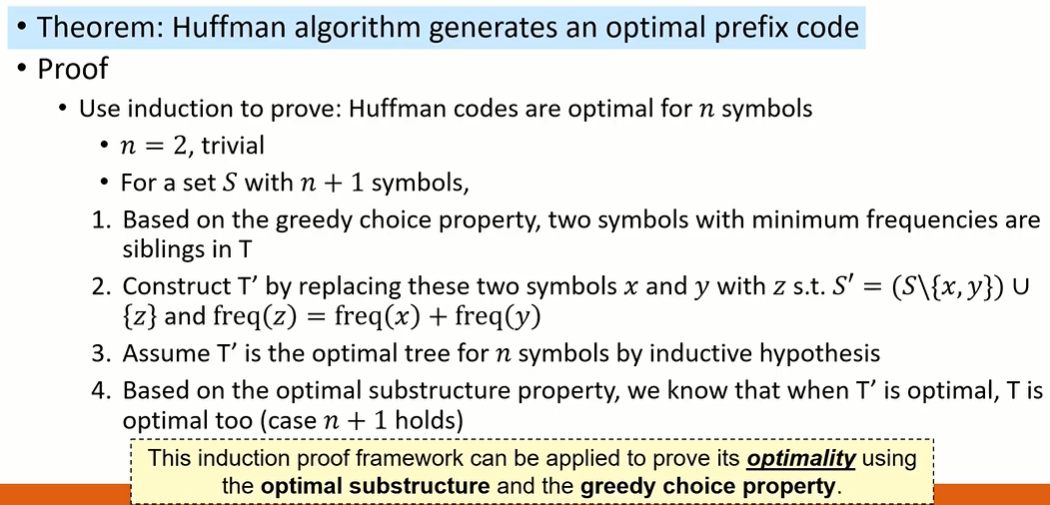 • Theorem: Huffman algorithm generates an optimal prefix code
• Proof
• Use induction to prove: Huffman codes are optimal for n symbols
• n = 2, trivial
• For a set S with n + 1 symbols,
1. Based on the greedy choice property, two symbols with minimum frequencies are
siblings in T
2. Construct T’ by replacing these two symbols x and y with z s.t. S′ = (S\{x, y}) ∪
{z} and freq(z) = freq(x) + freq(y)
3. Assume T’ is the optimal tree for n symbols by inductive hypothesis
4. Based on the optimal substructure property, we know that when T’ is optimal, T is
optimal too (case n + 1 holds)
This induction proof framework can be applied to prove its optimality using
the optimal substructure and the greedy choice property.